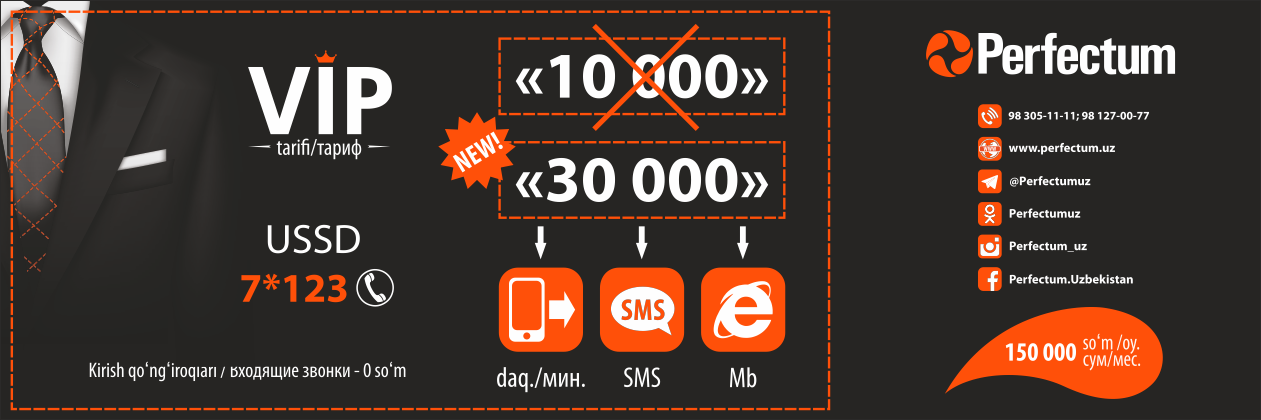 VIP
tarifi/тариф
USSD
7*123
Kirish qo‘ng‘iroqlari / входящие звонки - 0 so‘m
«10 000»
NEW!
«30 000»
SMS
daq./мин.
SMS
Mb
Perfectum
98 305-11-11; 98 127-00-77
www
www.perfectum.uz
@Perfectumuz
Perfectumuz
Perfectum_uz
Perfectum.Uzbekistan
150 000 so‘m /oy.
сум/мес.